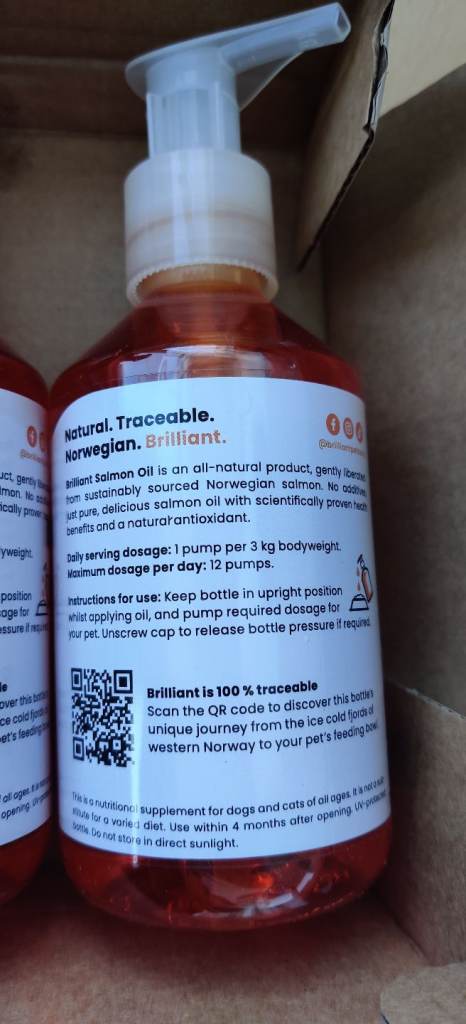 Natural. Traceable.
Norwegian. Brilliant.
Brilliant Salmon Oil is an all-natural product, gently liberated
from sustainably sourced Norwegian salmon. No additives
just pure, delicious salmon oil with scientifically proven health
benefits and a natural antioxidant.
Daily serving dosage: 1 pump per 3 kg bodyweight.
Maximum dosage per day: 12 pumps.
Instructions for use: Keep bottle in upright position
whilst applying oil, and pump required dosage for
your pet. Unscrew cap to release bottle pressure if required.
Brilliant is 100 % traceable
Scan the QR code to discover this bottle's
unique journey from the ice cold fjords of
western Norway to your pet's feeding bowl.
This is a nutritional supplement for dogs and cats of all ages. It is not a
for a varied diet. Use within 4 months after opening. UV-protected
bottle. Do not store in direct sunlight.